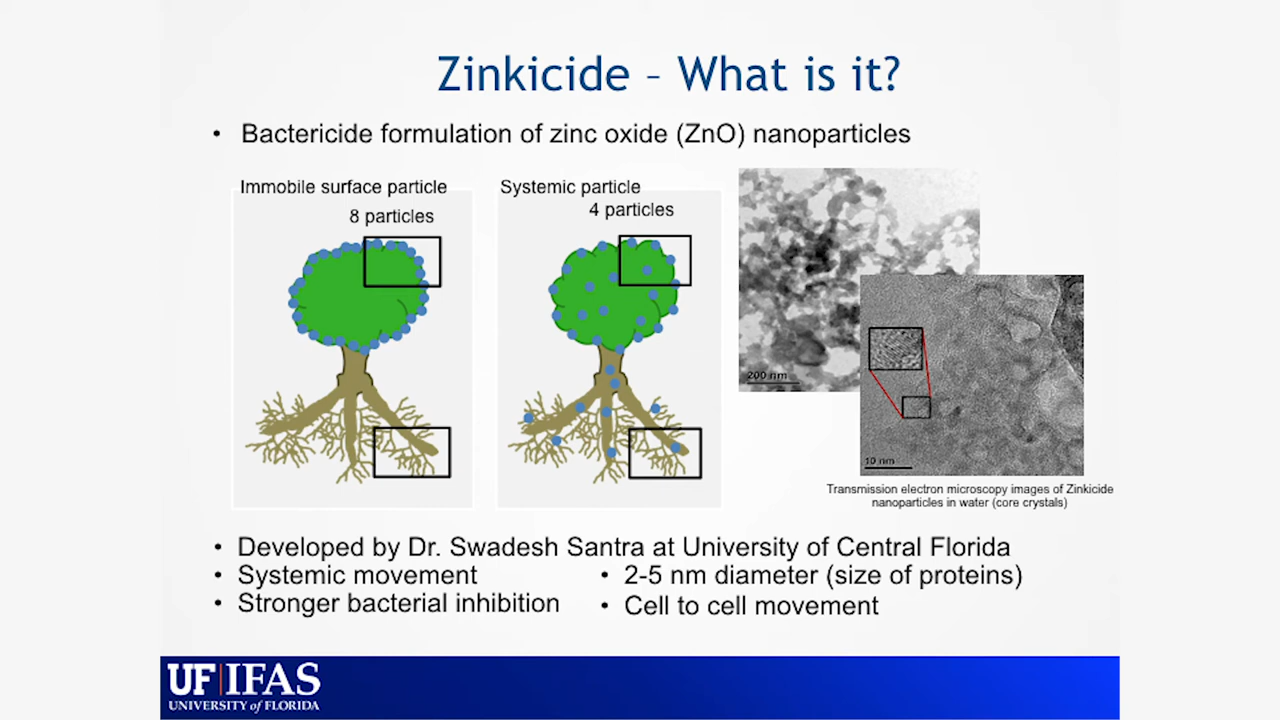 Zinkicide – What is it?
• Bactericide formulation of zinc oxide (ZnO) nanoparticles
Immobile surface particle
8 particles
Systemic particle
4 particles
200 nm
10 nm
Transmission electron microscopy images of Zinkicide
nanoparticles in water (core crystals)
• Developed by Dr. Swadesh Santra at University of Central Florida
• Systemic movement
• Stronger bacterial inhibition
• 2-5 nm diameter (size of proteins)
• Cell to cell movement
UF|IFAS
UNIVERSITY of FLORIDA